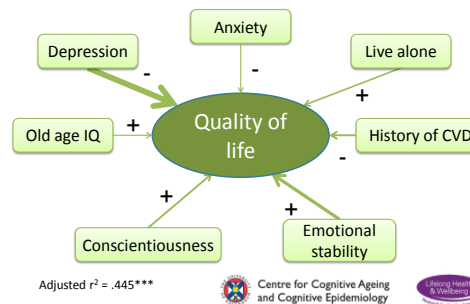 Anxiety
Depression
Live alone
-
-
+
Old age IQ
+
Quality of
life
History of CVD
-
+
+
Conscientiousness
Emotional
stability
Adjusted r² = .445***
Centre for Cognitive Ageing
and Cognitive Epidemiology
Lifelong Health
& Wellbeing